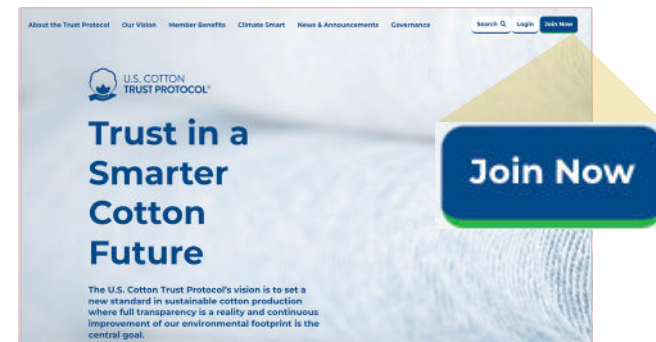 About the Trust Protocol Our Vision Member Benefits Climate Smart News & Announcements Governance Search Login Join Now
U.S. COTTON
TRUST PROTOCOL®
Trust in a
Smarter
Cotton
Future
Join Now
The U.S. Cotton Trust Protocol's vision is to set a
new standard in sustainable cotton production
where full transparency is a reality and continuous
improvement of our environmental footprint is the
central goal.